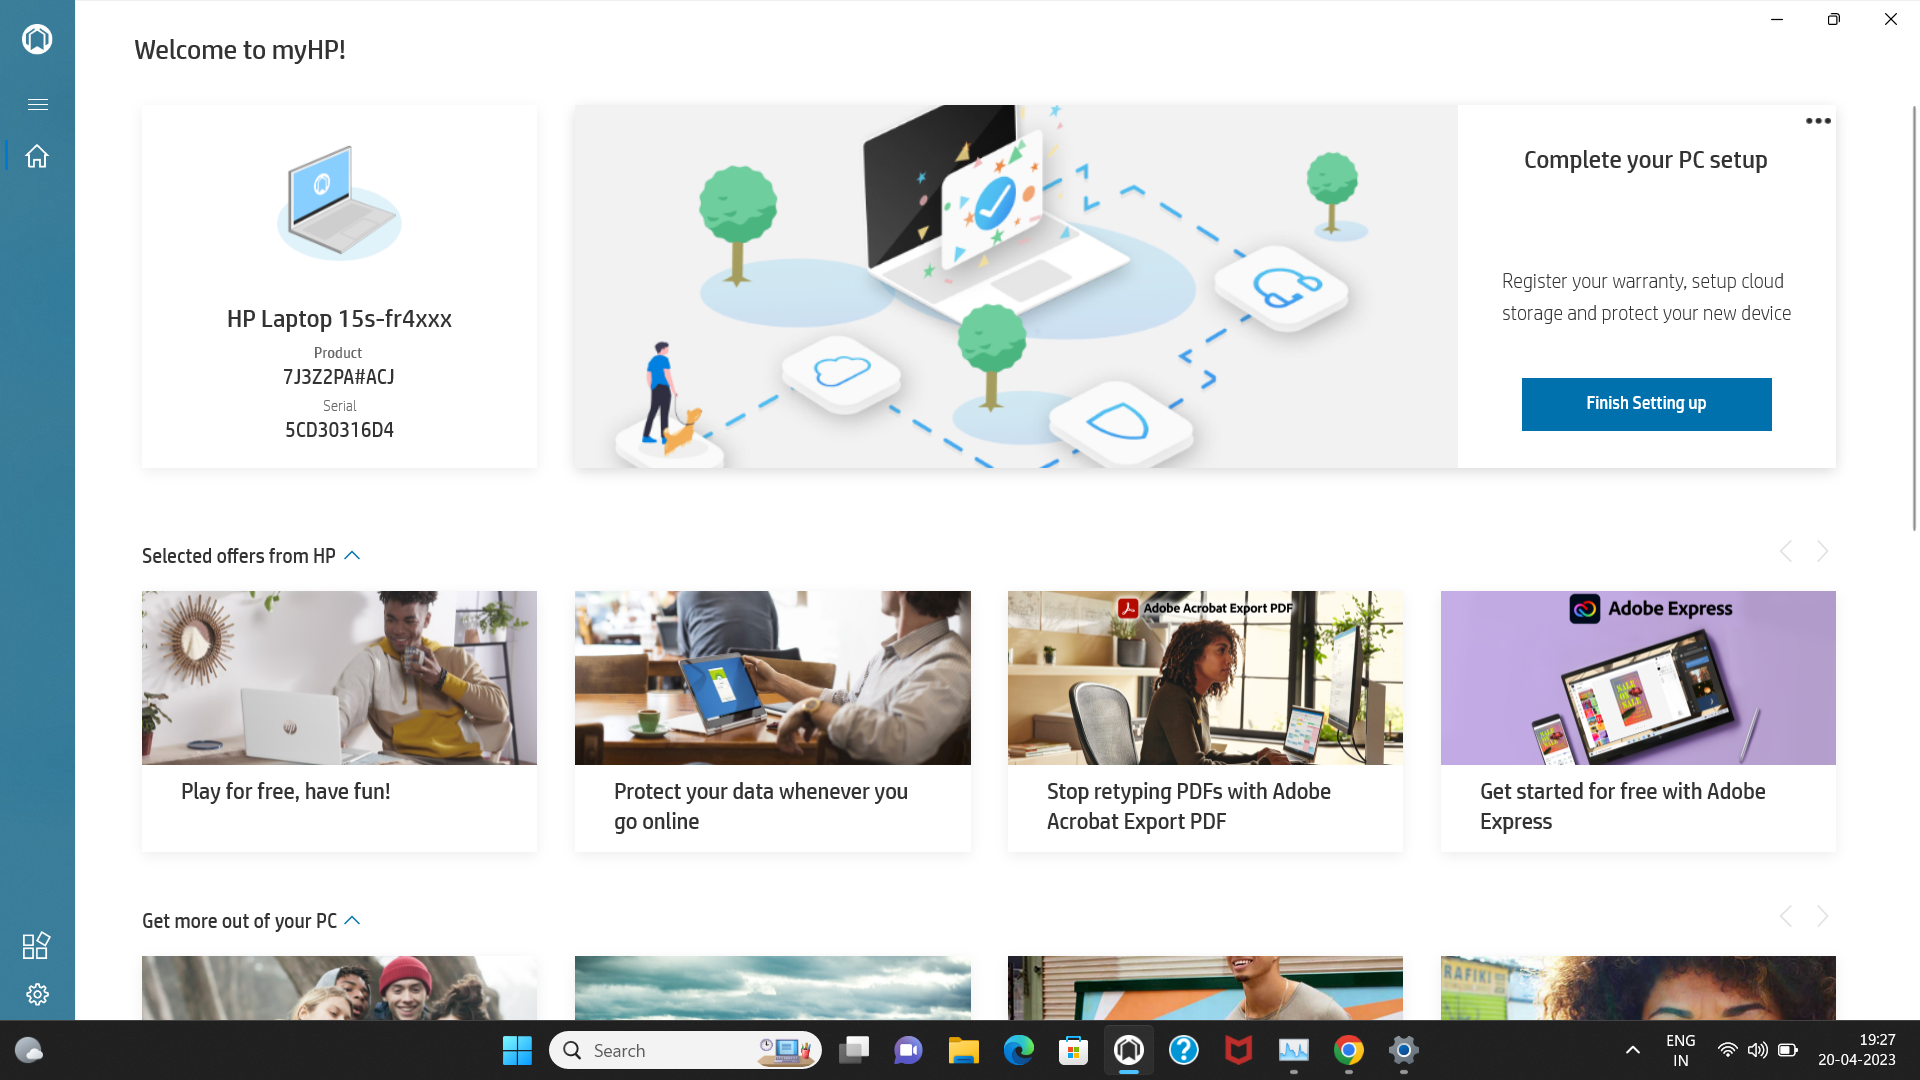 Welcome to myHP!
HP Laptop 15s-fr4xxx
Product
7J3Z2PA#ACJ
Serial
5CD30316D4
Complete your PC setup
Register your warranty, setup cloud
storage and protect your new device
Finish Setting up
Selected offers from HP
Adobe Acrobat Export PDF
Adobe Express
Play for free, have fun!
Protect your data whenever you
go online
Stop retyping PDFs with Adobe
Acrobat Export PDF
Get started for free with Adobe
Express
Get more out of your PC
RAFIKI
Search
ENG
IN
19:27
20-04-2023